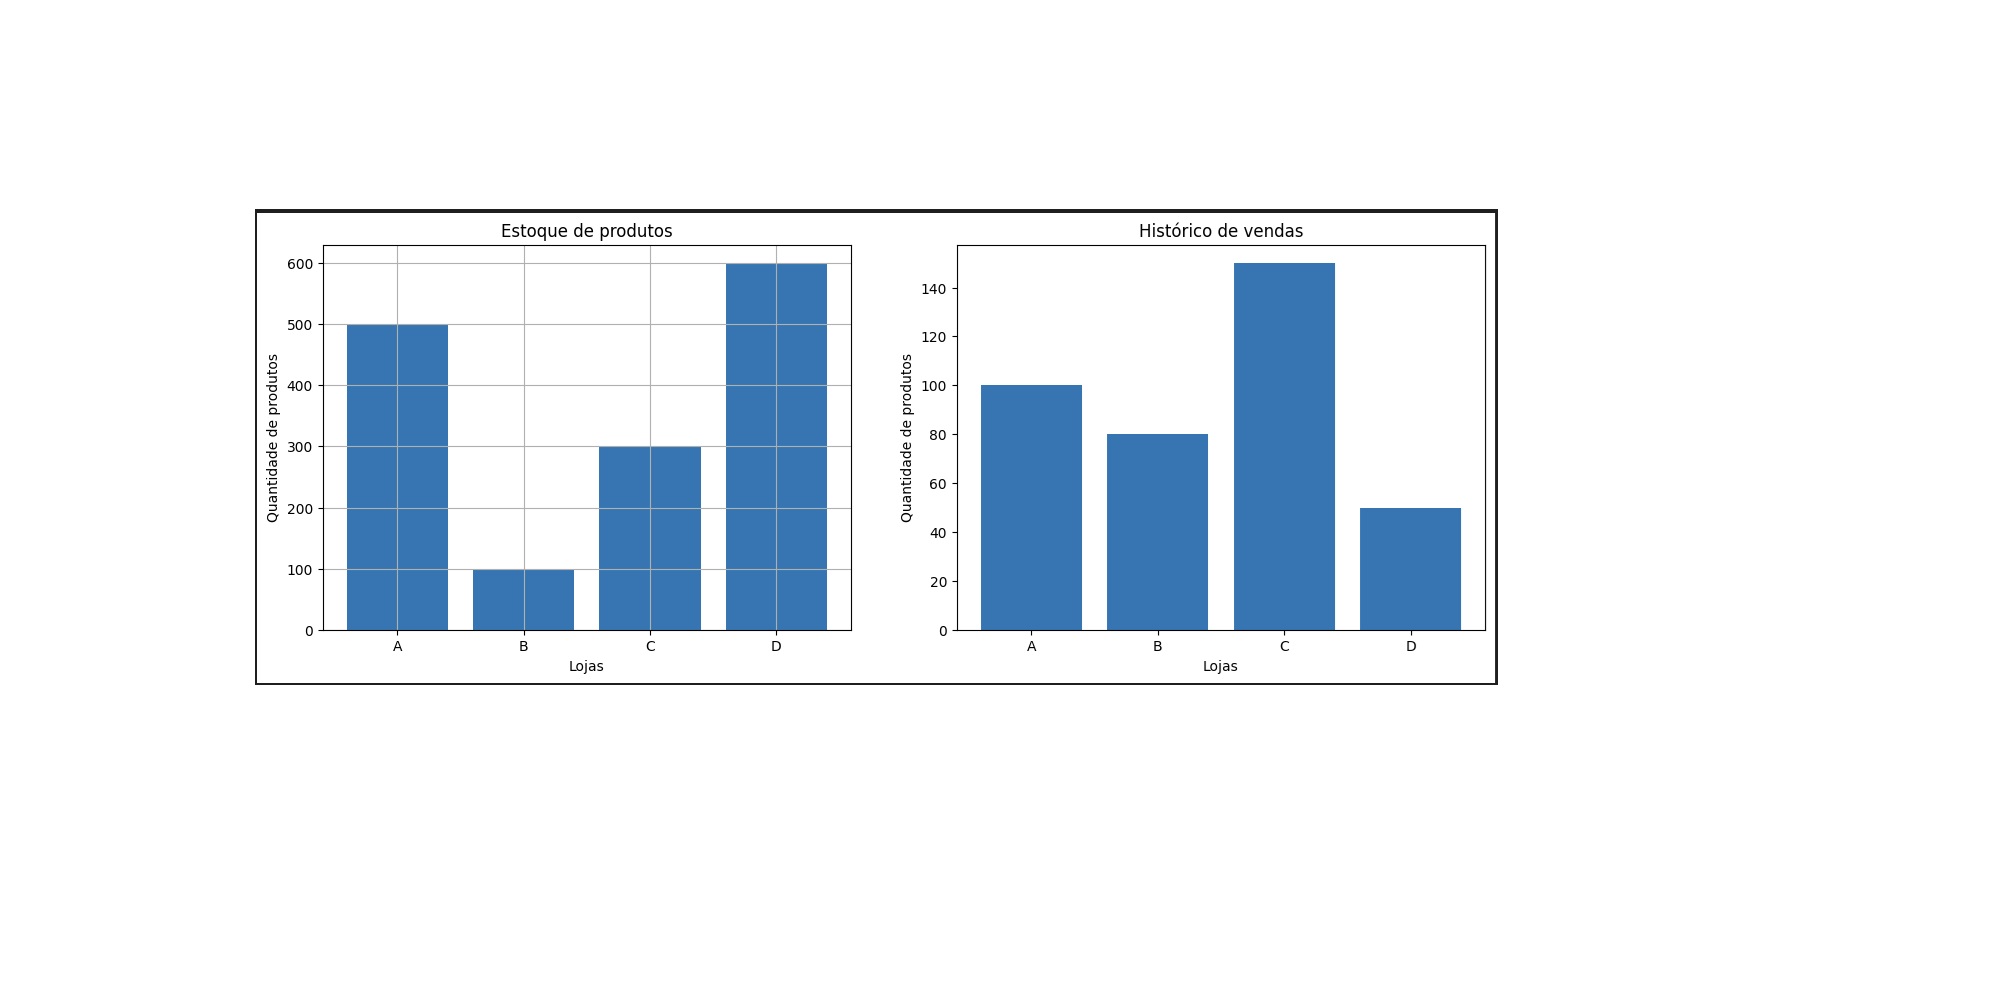 Estoque de produtos
600
500
400
300
200
100
0
Quantidade de produtos
A B C D
Lojas
Histórico de vendas
140
120
100
80
60
40
20
0
Quantidade de produtos
A B C D
Lojas